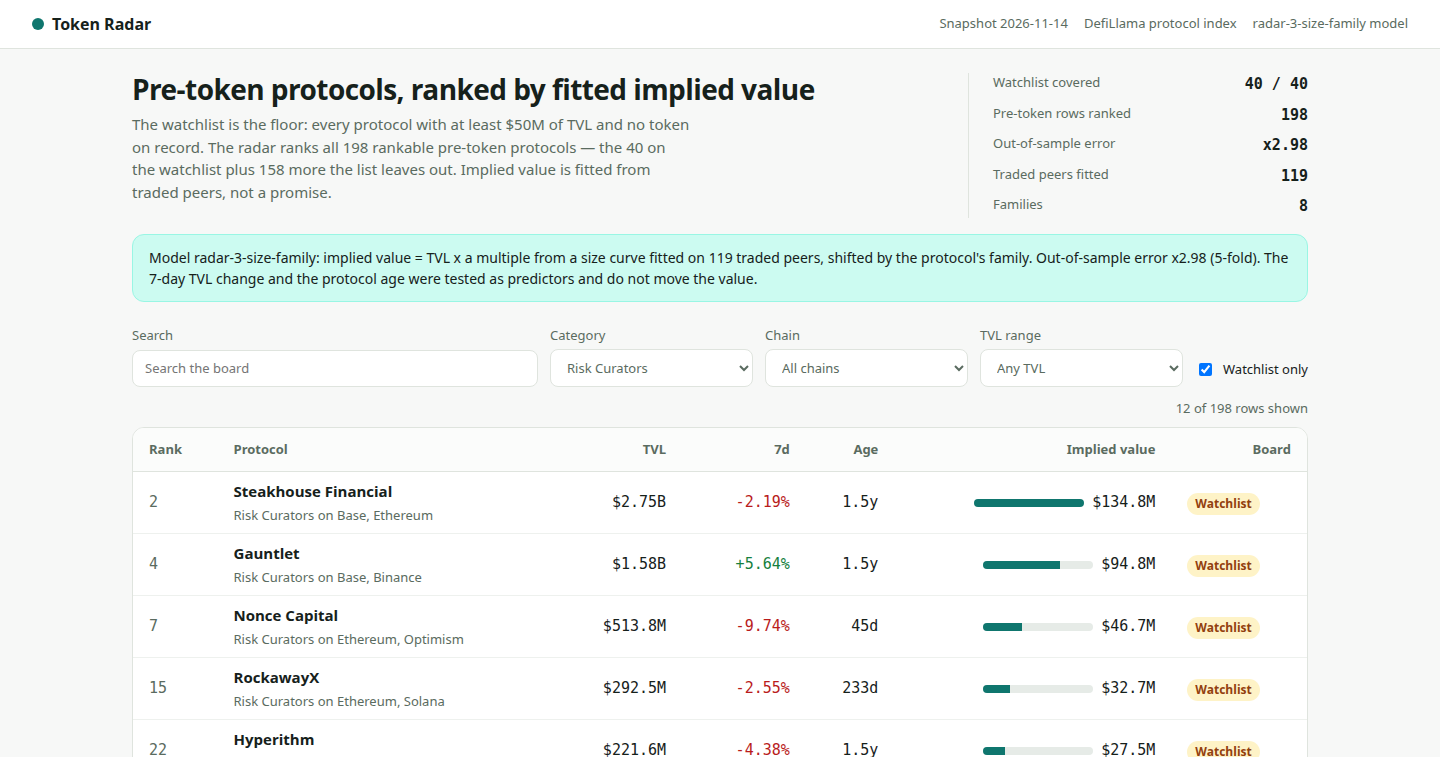 Token Radar
Snapshot 2026-11-14 DefiLlama protocol index radar-3-size-family model
Pre-token protocols, ranked by fitted implied value
The watchlist is the floor: every protocol with at least $50M of TVL and no token
on record. The radar ranks all 198 rankable pre-token protocols — the 40 on
the watchlist plus 158 more the list leaves out. Implied value is fitted from
traded peers, not a promise.
Watchlist covered 40 / 40
Pre-token rows ranked 198
Out-of-sample error x2.98
Traded peers fitted 119
Families 8
Model radar-3-size-family: implied value = TVL x a multiple from a size curve fitted on 119 traded peers, shifted by the protocol's family. Out-of-sample error x2.98 (5-fold). The
7-day TVL change and the protocol age were tested as predictors and do not move the value.
Search Category Chain TVL range
Search the board Risk Curators All chains Any TVL Watchlist only
12 of 198 rows shown
Rank Protocol TVL 7d Age Implied value Board
2 Steakhouse Financial $2.75B -2.19% 1.5y $134.8M Watchlist
Risk Curators on Base, Ethereum
4 Gauntlet $1.58B +5.64% 1.5y $94.8M Watchlist
Risk Curators on Base, Binance
7 Nonce Capital $513.8M -9.74% 45d $46.7M Watchlist
Risk Curators on Ethereum, Optimism
15 RockawayX $292.5M -2.55% 233d $32.7M Watchlist
Risk Curators on Ethereum, Solana
22 Hyperithm $221.6M -4.38% 1.5y $27.5M Watchlist